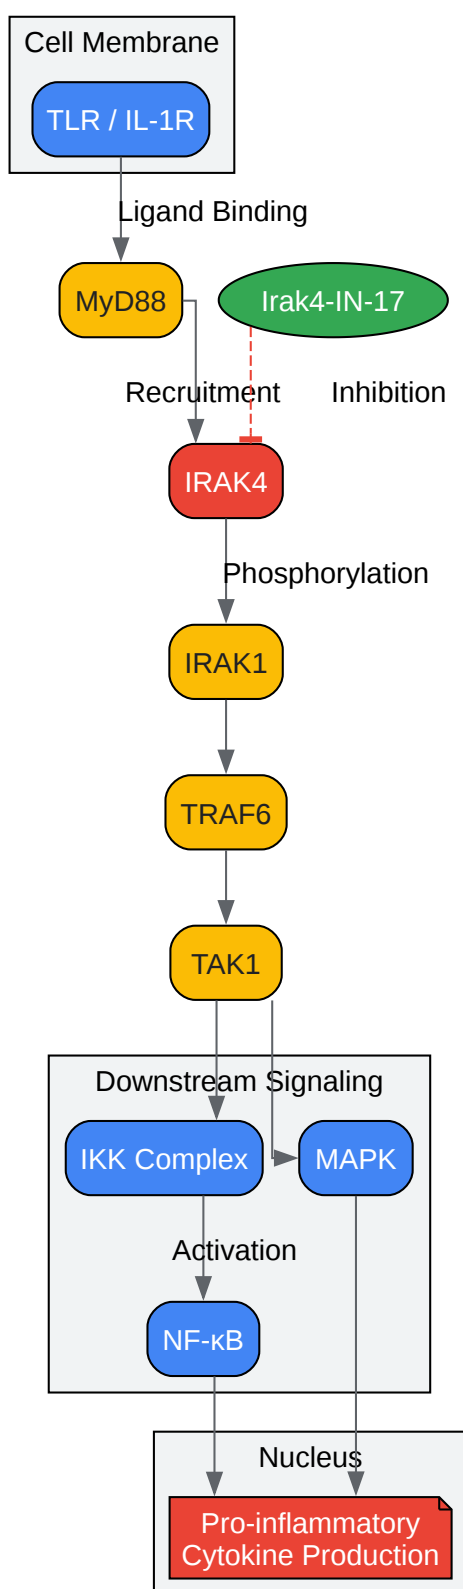 Cell Membrane
TLR / IL-1R
Ligand Binding
MyD88
Irak4-IN-17
Recruitment
Inhibition
IRAK4
Phosphorylation
IRAK1
TRAF6
TAK1
Downstream Signaling
IKK Complex
MAPK
Activation
NF-κB
Nucleus
Pro-inflammatory
Cytokine Production